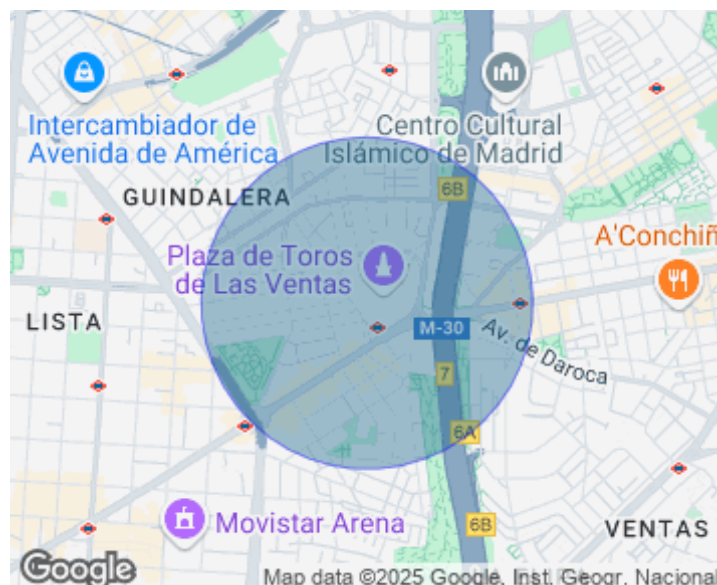 Intercambiador de
Avenida de América
Centro Cultural
Islámico de Madrid
6B
GUINDALERA
Plaza de Toros
de Las Ventas
A'Conchiñ
LISTA
M-30
Av. de Daroca
7
6A
Movistar Arena
6B
VENTAS
Google
Map data ©2025 Google, Inst. Geogr. Nacional